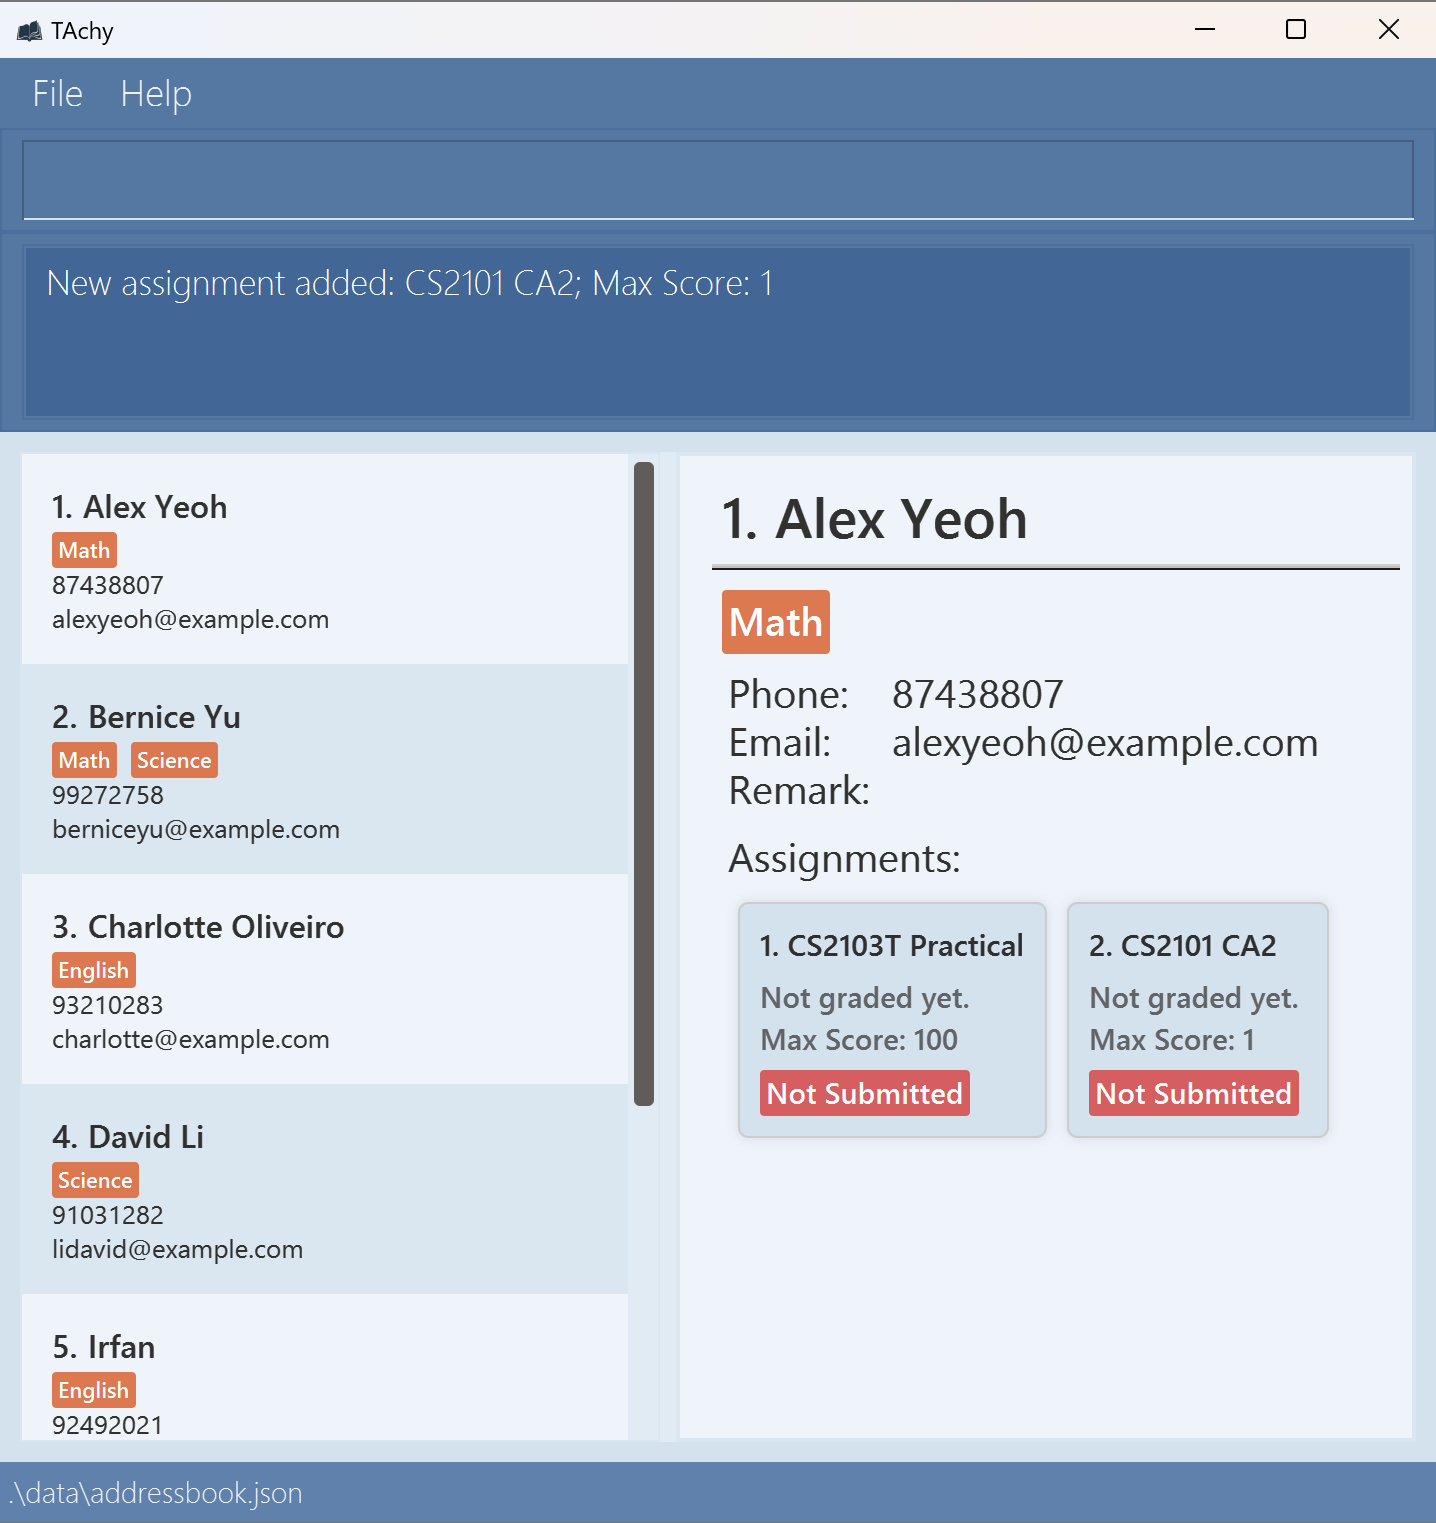 TAchy
File Help
New assignment added: CS2101 CA2; Max Score: 1
1. Alex Yeoh
Math
87438807
alexyeoh@example.com
2. Bernice Yu
Math Science
99272758
berniceyu@example.com
3. Charlotte Oliveiro
English
93210283
charlotte@example.com
4. David Li
Science
91031282
lidavid@example.com
5. Irfan
English
92492021
1. Alex Yeoh
Math
Phone: 87438807
Email: alexyeoh@example.com
Remark:
Assignments:
1. CS2103T Practical
Not graded yet.
Max Score: 100
Not Submitted
2. CS2101 CA2
Not graded yet.
Max Score: 1
Not Submitted
.\data\addressbook.json